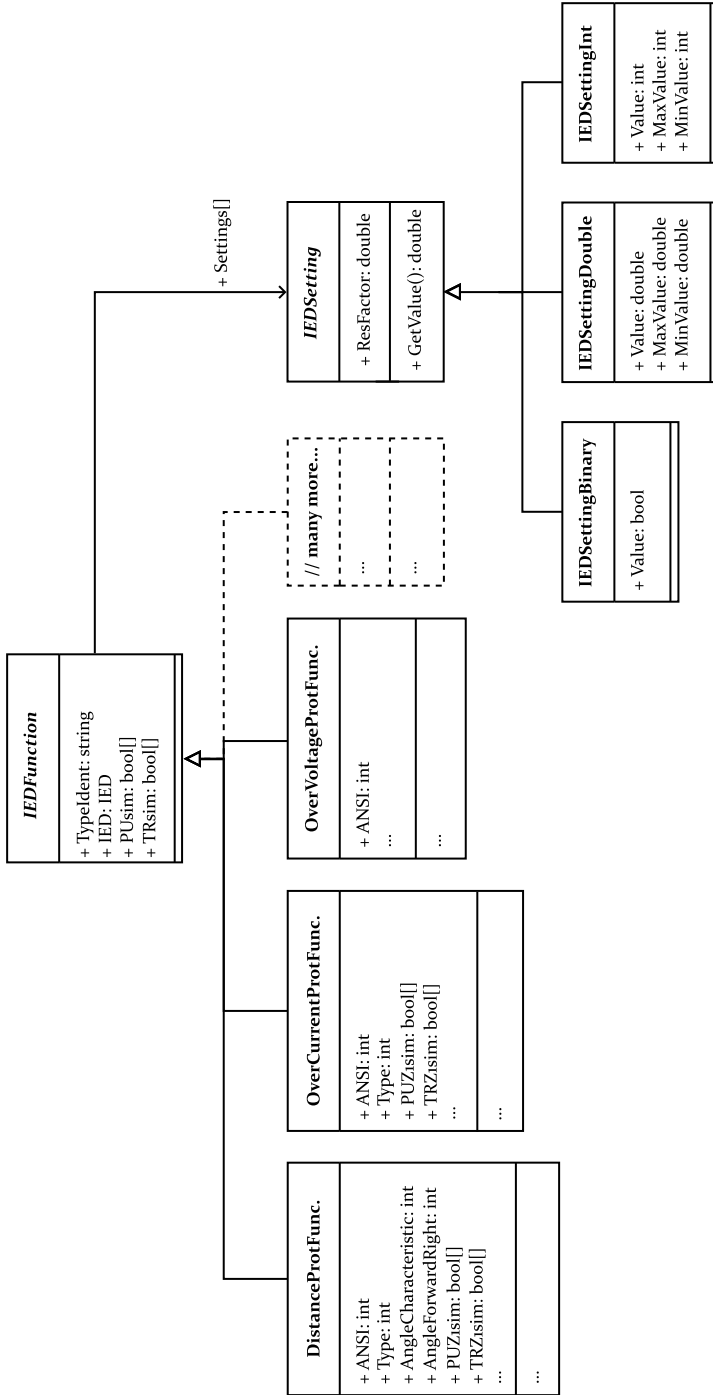 IEDFunction
+ TypeIdent: string
+ IED: IED
+ PUsim: bool[]
+ TRsim: bool[]
+ Settings[]
DistanceProtFunc.
+ ANSI: int
+ Type: int
+ AngleCharacteristic: int
+ AngleForwardRight: int
+ PUZ1sim: bool[]
+ TRZ1sim: bool[]
...
...
OverCurrentProtFunc.
+ ANSI: int
+ Type: int
+ PUZ1sim: bool[]
+ TRZ1sim: bool[]
...
...
OverVoltageProtFunc.
+ ANSI: int
...
...
// many more...
...
...
IEDSetting
+ ResFactor: double
+ GetValue(): double
IEDSettingBinary
+ Value: bool
IEDSettingDouble
+ Value: double
+ MaxValue: double
+ MinValue: double
IEDSettingInt
+ Value: int
+ MaxValue: int
+ MinValue: int